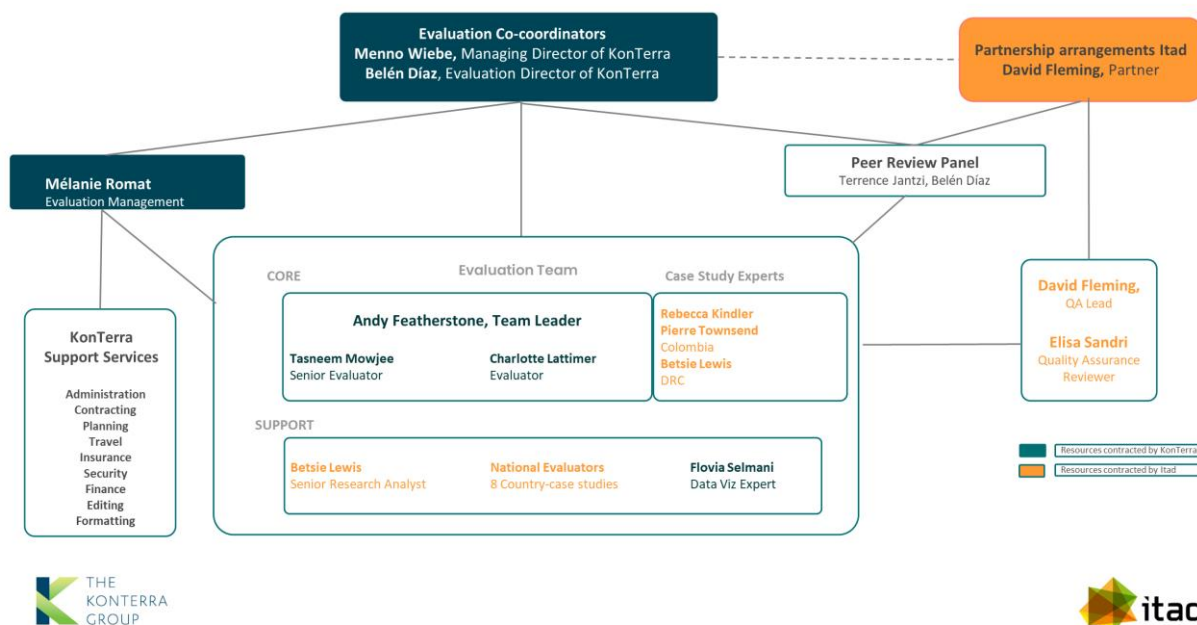 Evaluation Co-coordinators
Menno Wiebe, Managing Director of KonTerra
Belén Díaz, Evaluation Director of KonTerra
Partnership arrangements Itad
David Fleming, Partner
Mélanie Romat
Evaluation Management
Peer Review Panel
Terrence Jantzi, Belén Díaz
KonTerra
Support Services
Administration
Contracting
Planning
Travel
Insurance
Security
Finance
Editing
Formatting
Evaluation Team
CORE
Andy Featherstone, Team Leader
Tasneem Mowjee
Senior Evaluator
Charlotte Lattimer
Evaluator
Case Study Experts
Rebecca Kindler
Pierre Townsend
Colombia
Betsie Lewis
DRC
SUPPORT
Betsie Lewis
Senior Research Analyst
National Evaluators
8 Country-case studies
Flovia Selmani
Data Viz Expert
David Fleming,
QA Lead
Elisa Sandri
Quality Assurance
Reviewer
Resources contracted by KonTerra
Resources contracted by Itad
THE
KONTERRA
GROUP
itad